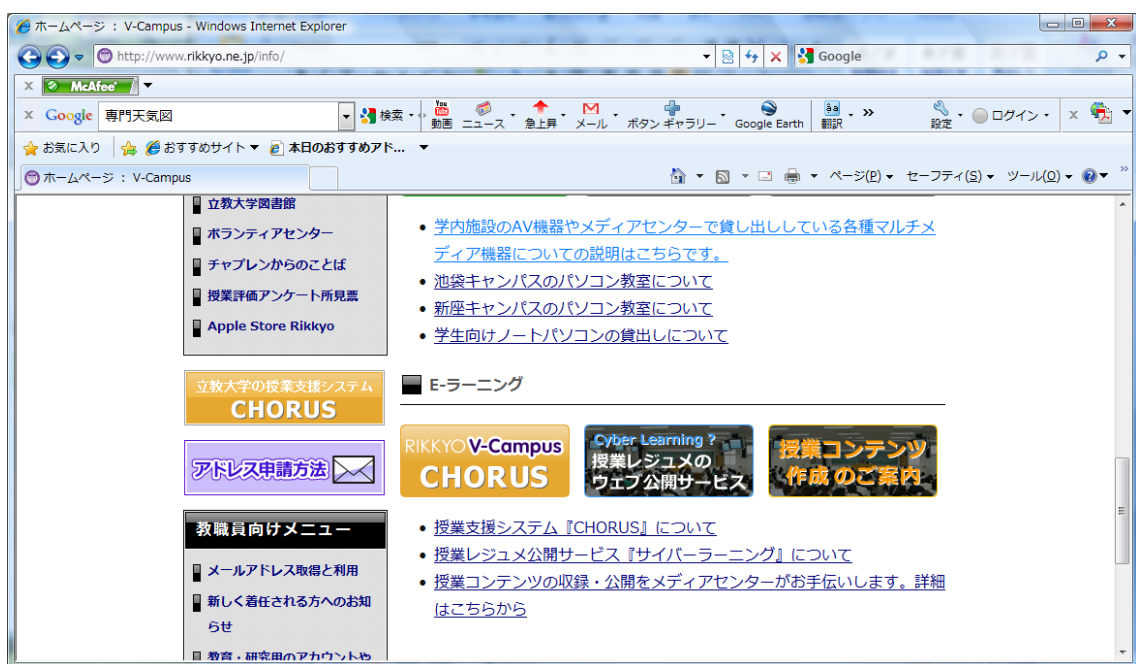 ホームページ : V-Campus - Windows Internet Explorer
http://www.rikkyo.ne.jp/info/
Google
McAfee
Google
専門天気図
検索
You Tube
動画
ニュース
急上昇
メール
ボタン ギャラリー
Google Earth
翻訳
設定
ログイン
お気に入り
おすすめサイト
本日のおすすめアド...
ホームページ : V-Campus
ページ(P)
セーフティ(S)
ツール(O)
立教大学図書館
ボランティアセンター
チャプレンからのことば
授業評価アンケート所見票
Apple Store Rikkyo
立教大学の授業支援システム
CHORUS
アドレス申請方法
教職員向けメニュー
メールアドレス取得と利用
新しく着任される方へのお知
らせ
教育・研究用のアカウントや
学内施設のAV機器やメディアセンターで貸し出ししている各種マルチメ
ディア機器についての説明はこちらです。
池袋キャンパスのパソコン教室について
新座キャンパスのパソコン教室について
学生向けノートパソコンの貸出しについて
E-ラーニング
RIKKYO V-Campus
CHORUS
Cyber Learning ?
授業レジュメの
ウェブ公開サービス
授業コンテンツ
作成のご案内
授業支援システム『CHORUS』について
授業レジュメ公開サービス『サイバーラーニング』について
授業コンテンツの収録・公開をメディアセンターがお手伝いします。詳細
はこちらから